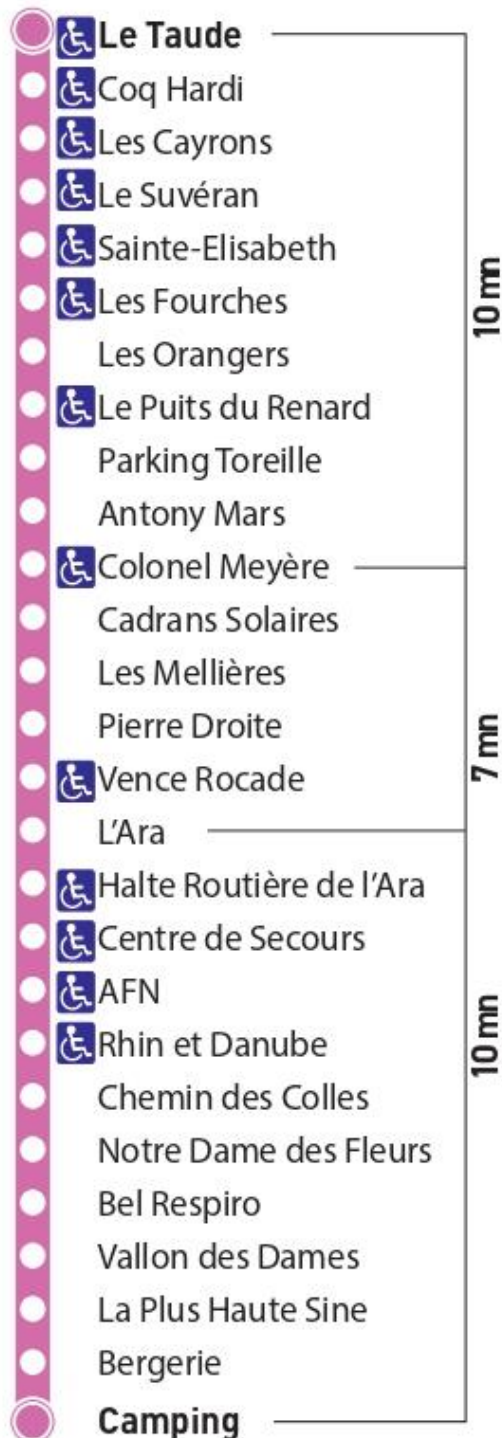 Le Taude
Coq Hardi
Les Cayrons
Le Suvéran
Sainte-Elisabeth
Les Fourches
Les Orangers
Le Puits du Renard
Parking Toreille
Antony Mars
Colonel Meyère
10 mn
Cadrans Solaires
Les Mellières
Pierre Droite
Vence Rocade
L'Ara
7 mn
Halte Routière de l'Ara
Centre de Secours
AFN
Rhin et Danube
Chemin des Colles
Notre Dame des Fleurs
Bel Respiro
Vallon des Dames
La Plus Haute Sine
Bergerie
Camping
10 mn